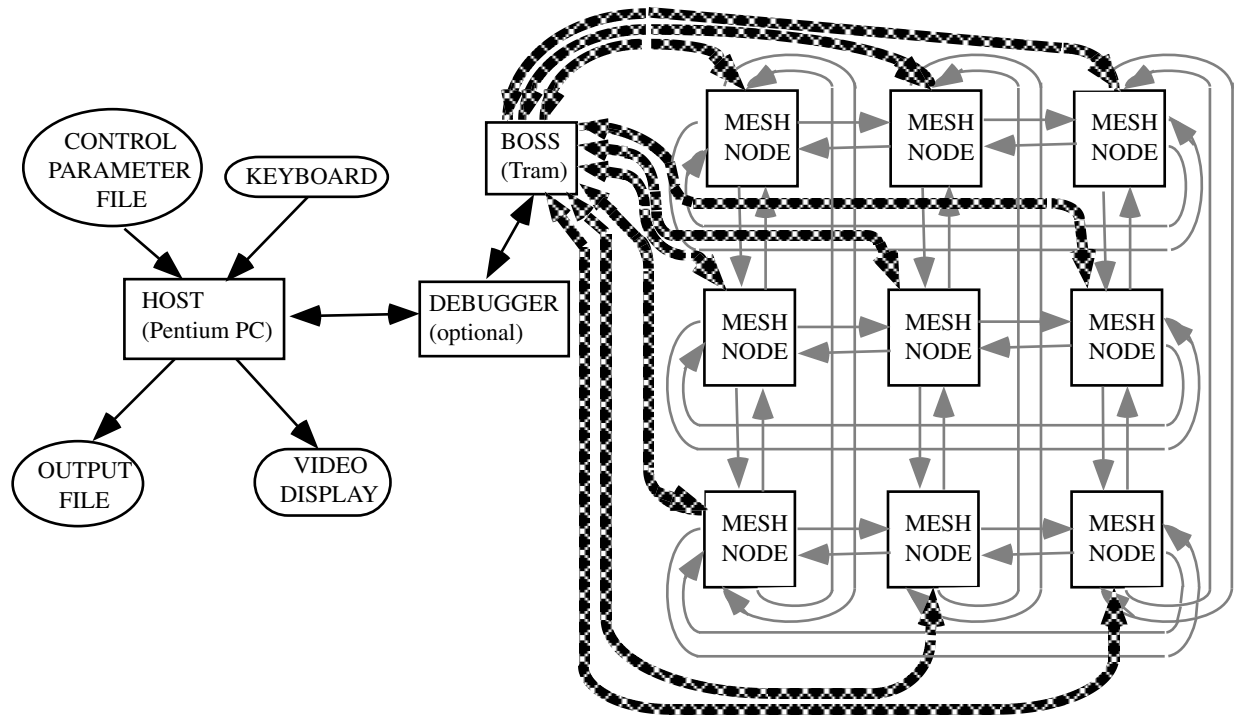 CONTROL
PARAMETER
FILE
KEYBOARD
HOST
(Pentium PC)
OUTPUT
FILE
VIDEO
DISPLAY
BOSS
(Tram)
DEBUGGER
(optional)
MESH
NODE
MESH
NODE
MESH
NODE
MESH
NODE
MESH
NODE
MESH
NODE
MESH
NODE
MESH
NODE
MESH
NODE